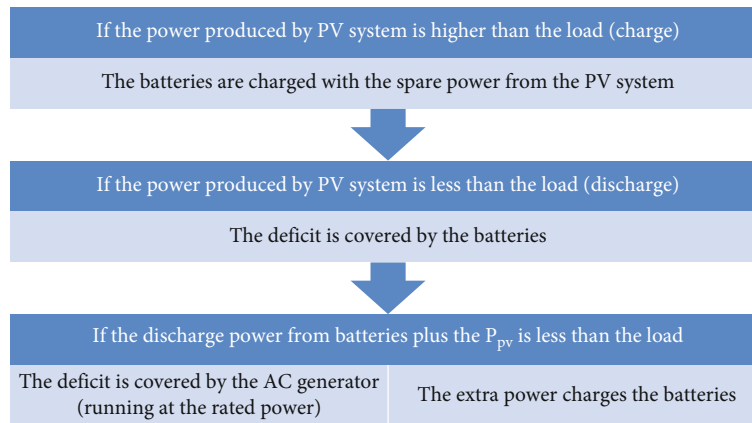 If the power produced by PV system is higher than the load (charge)
The batteries are charged with the spare power from the PV system
If the power produced by PV system is less than the load (discharge)
The deficit is covered by the batteries
If the discharge power from batteries plus the P_pv is less than the load
The deficit is covered by the AC generator
(running at the rated power)
The extra power charges the batteries